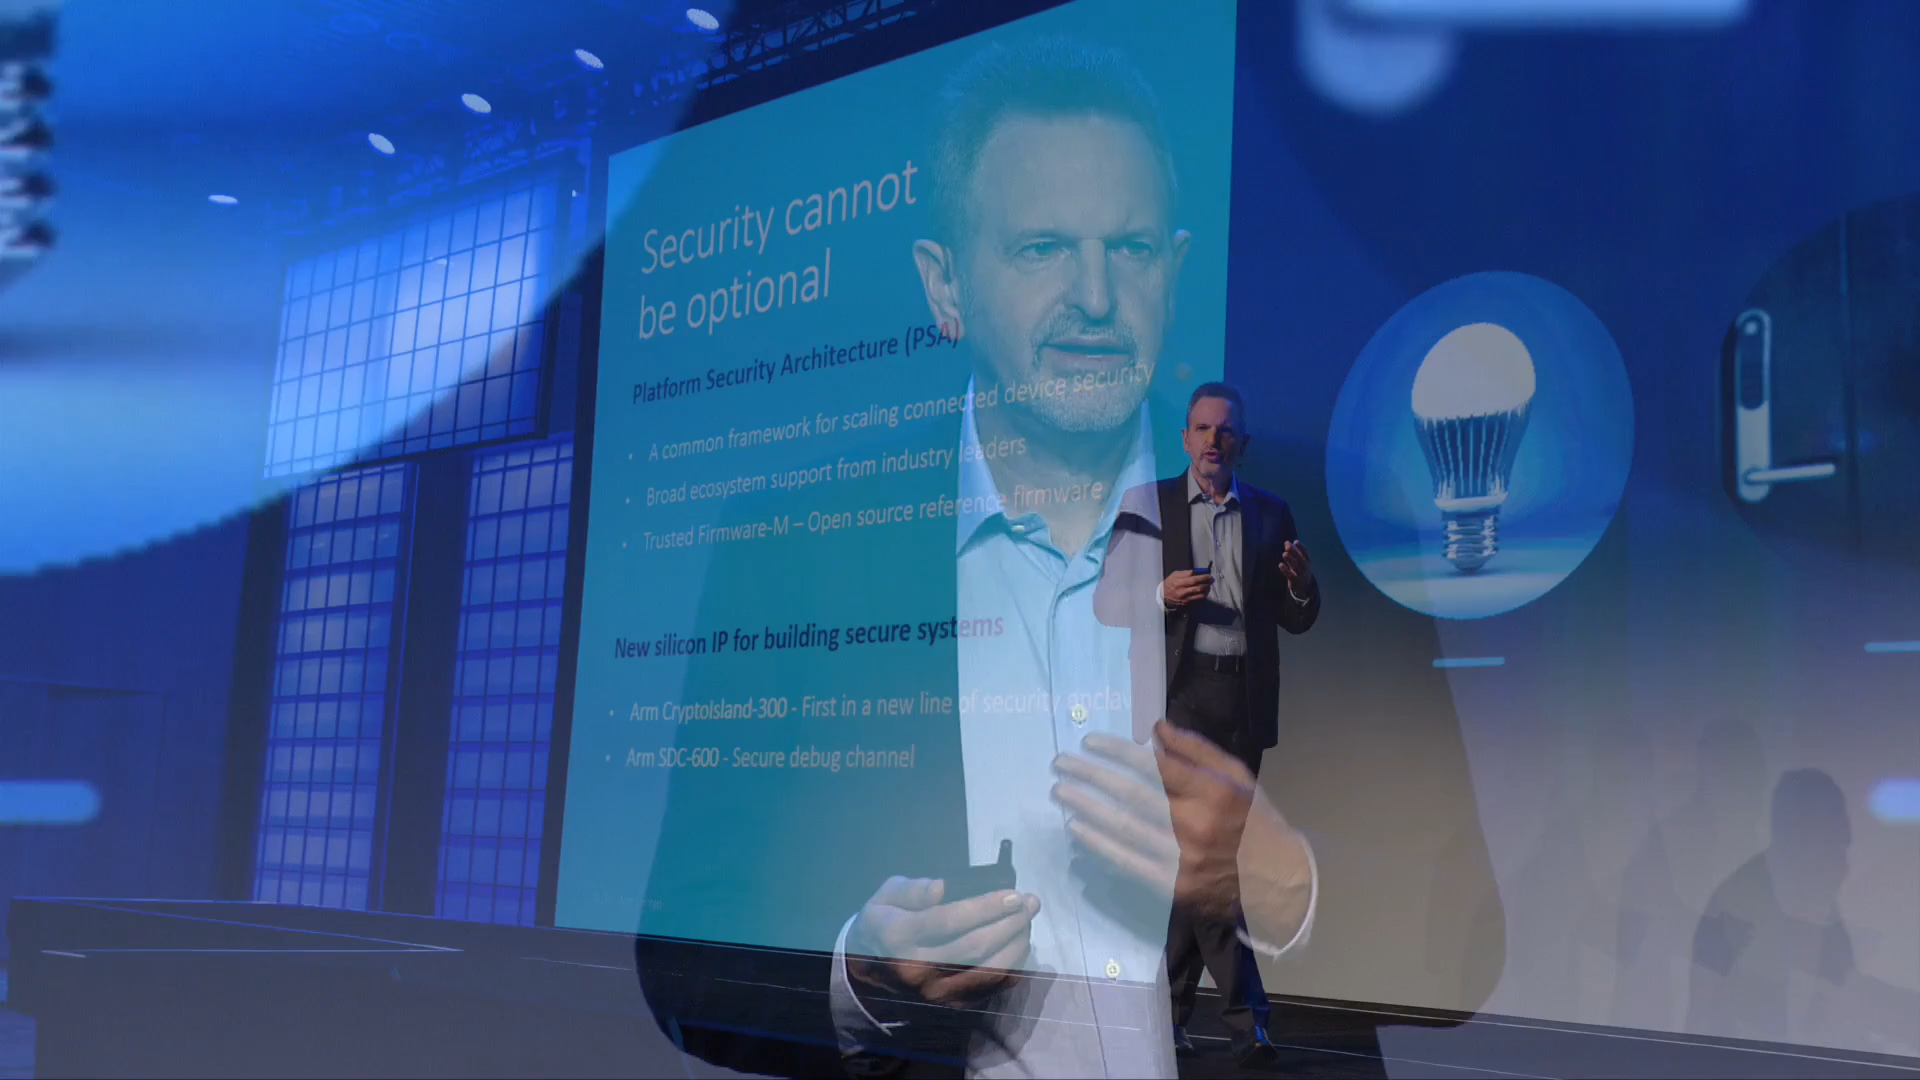 Security cannot
be optional
Platform Security Architecture (PSA)
• A common framework for scaling connected device security
• Broad ecosystem support from industry leaders
• Trusted Firmware-M – Open source reference firmware
New silicon IP for building secure systems
• Arm CryptoIsland-300 - First in a new line of security
• Arm SDC-600 - Secure debug channel